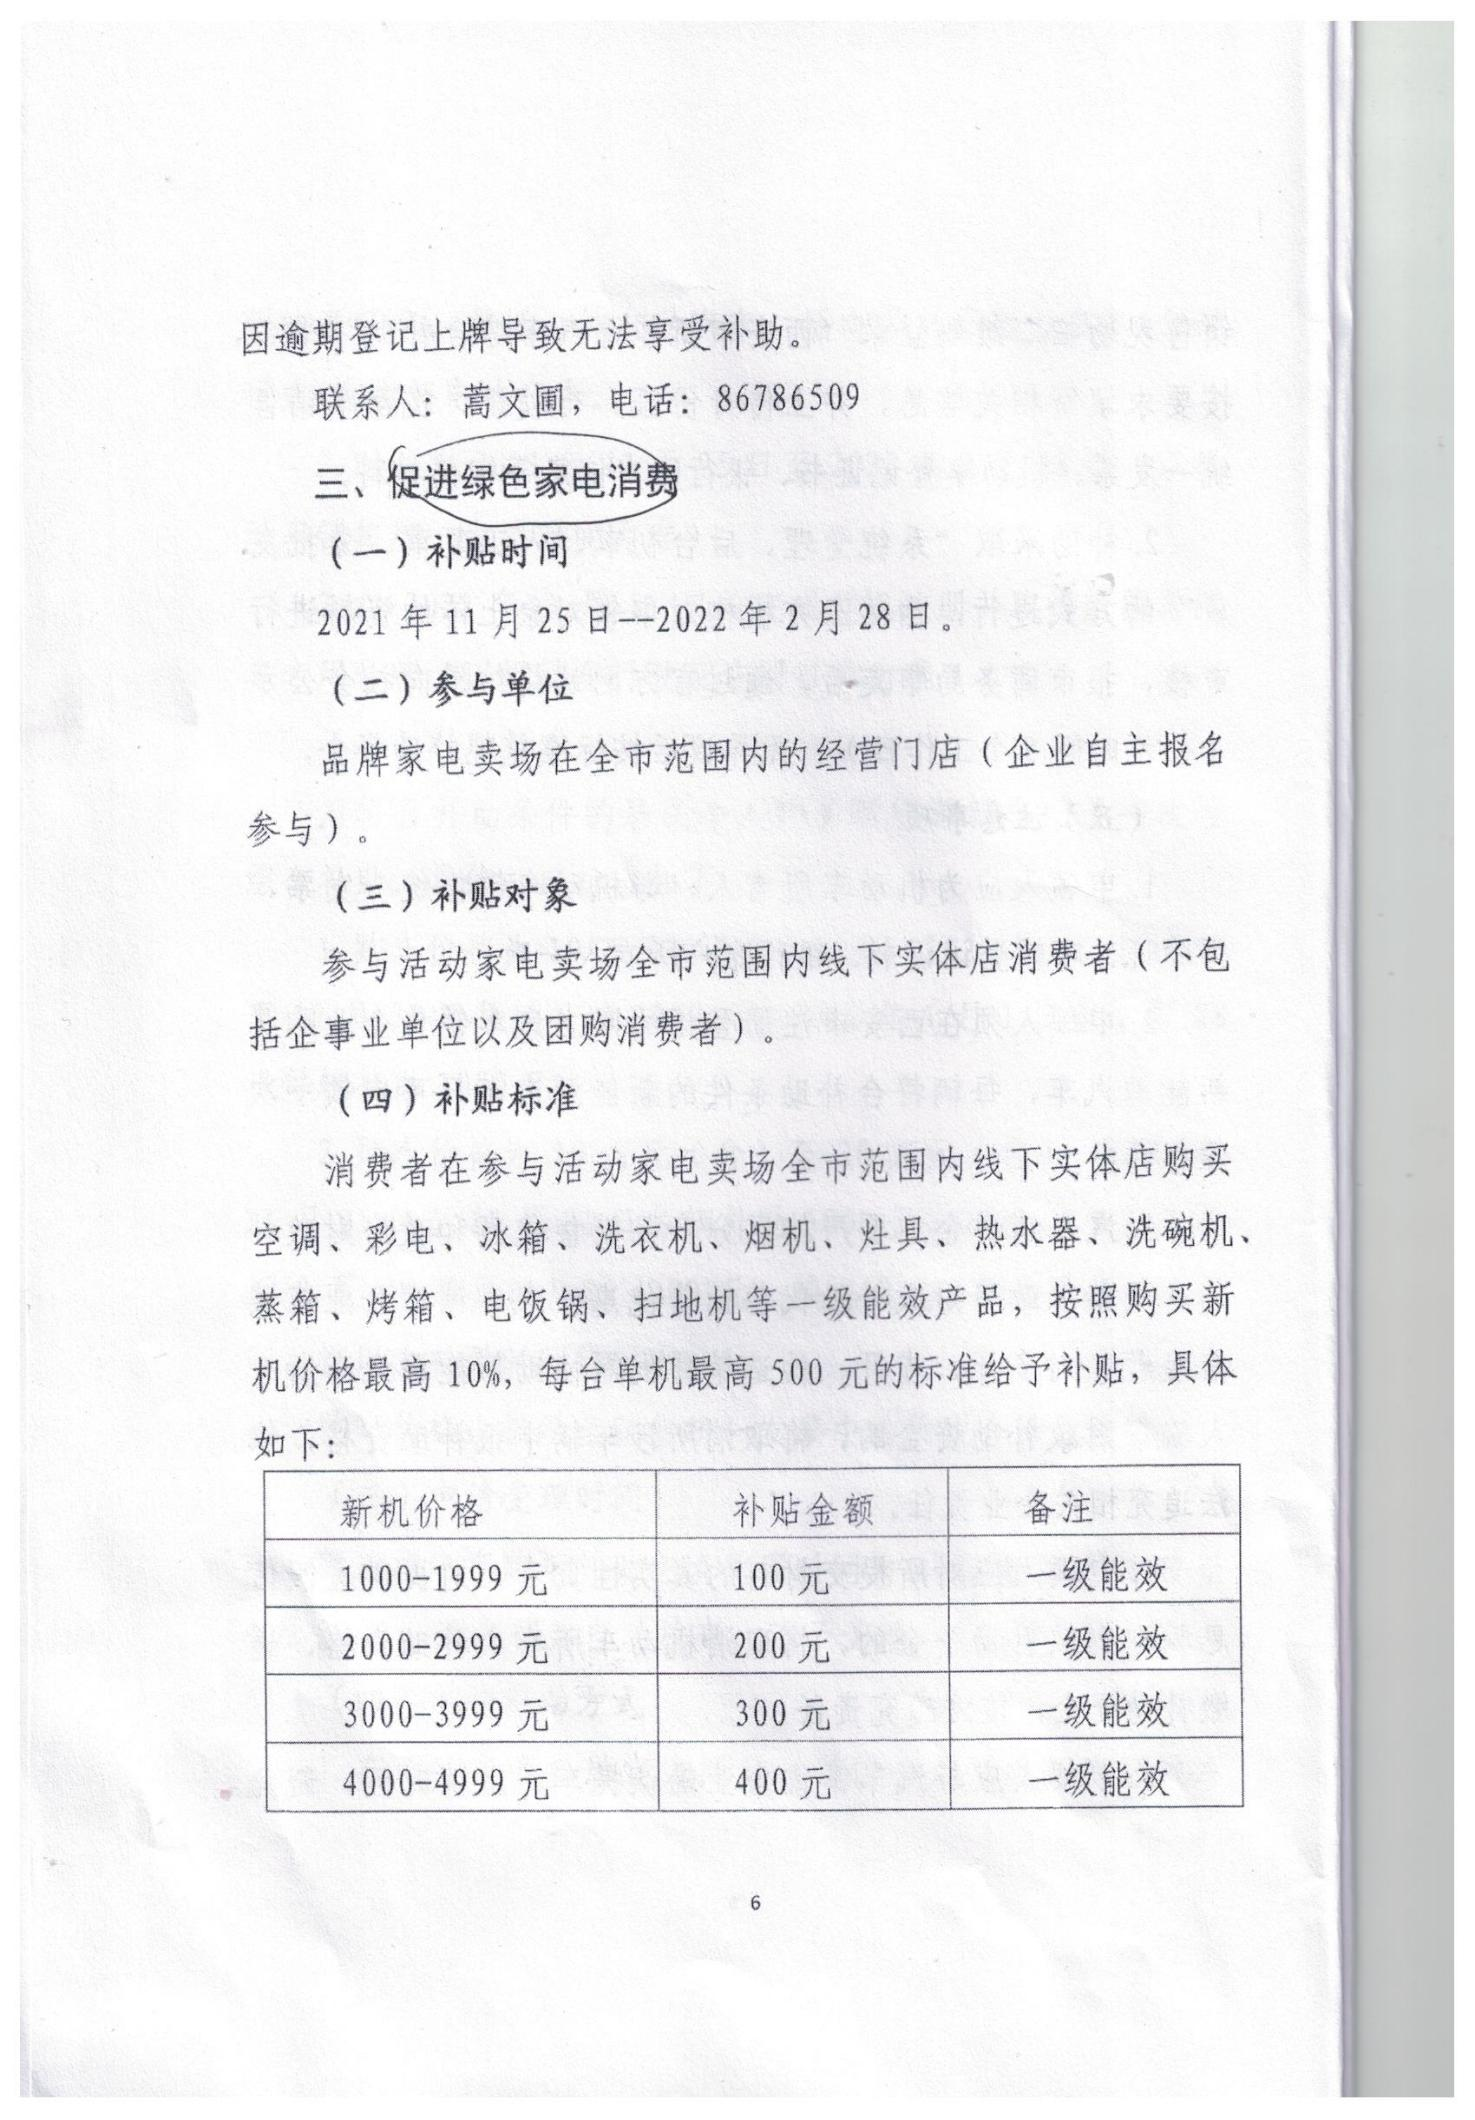 因逾期登记上牌导致无法享受补助。
联系人：蒿文圃，电话：86786509
三、促进绿色家电消费
（一）补贴时间
2021年11月25日--2022年2月28日。
（二）参与单位
品牌家电卖场在全市范围内的经营门店（企业自主报名
参与）。
（三）补贴对象
参与活动家电卖场全市范围内线下实体店消费者（不包
括企事业单位以及团购消费者）。
（四）补贴标准
消费者在参与活动家电卖场全市范围内线下实体店购买
空调、彩电、冰箱、洗衣机、烟机、灶具、热水器、洗碗机、
蒸箱、烤箱、电饭锅、扫地机等一级能效产品，按照购买新
机价格最高10%，每台单机最高500元的标准给予补贴，具体
如下：
新机价格 补贴金额 备注
1000-1999元 100元 一级能效
2000-2999元 200元 一级能效
3000-3999元 300元 一级能效
4000-4999元 400元 一级能效
6